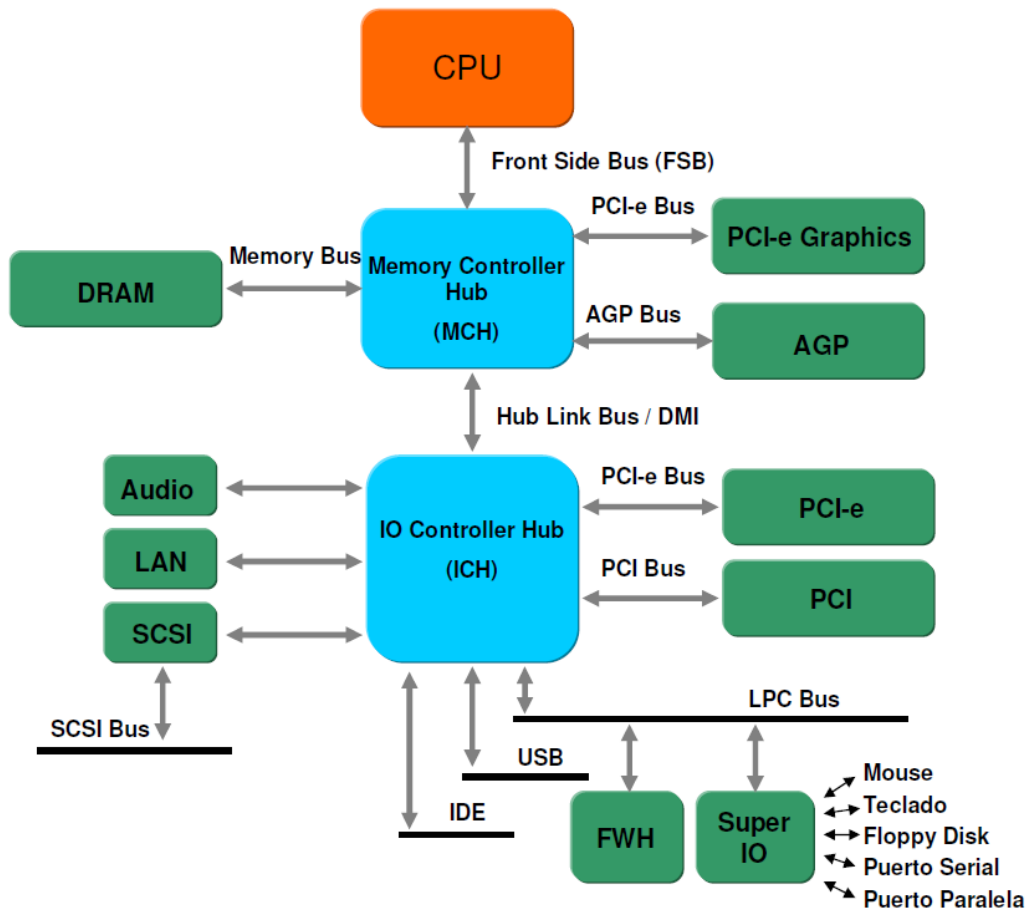 CPU
Front Side Bus (FSB)
PCI-e Bus
PCI-e Graphics
Memory Bus
DRAM
Memory Controller
Hub
(MCH)
AGP Bus
AGP
Hub Link Bus / DMI
Audio
LAN
SCSI
SCSI Bus
IO Controller Hub
(ICH)
PCI-e Bus
PCI-e
PCI Bus
PCI
LPC Bus
USB
IDE
FWH
Super
IO
Mouse
Teclado
Floppy Disk
Puerto Serial
Puerto Paralela